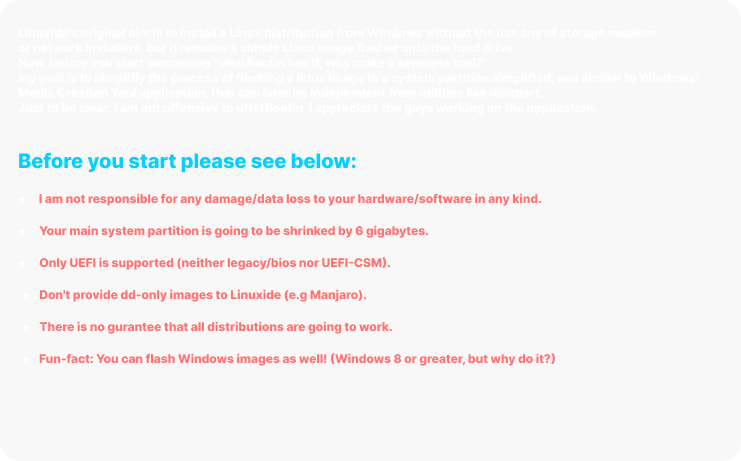 Linuxide's original aim is to install a Linux distribution from Windows without the use any of storage medium
or network installers, but it remains a simple Linux image flasher onto the hard drive.
Now, before you start wondering "uNetBootin has it, why make a seperate tool?",
my goal is to simplify the process of flashing a linux image to a system partition simplified, and similar to Windows'
Media Creation Tool application, that can later be independent from utilities like diskpart.
Just to be clear, I am not offensive to uNetBootin, i appreciate the guys working on the application.
Before you start please see below:
I am not responsible for any damage/data loss to your hardware/software in any kind.
Your main system partition is going to be shrinked by 6 gigabytes.
Only UEFI is supported (neither legacy/bios nor UEFI-CSM).
Don't provide dd-only images to Linuxide (e.g Manjaro).
There is no gurantee that all distributions are going to work.
Fun-fact: You can flash Windows images as well! (Windows 8 or greater, but why do it?)